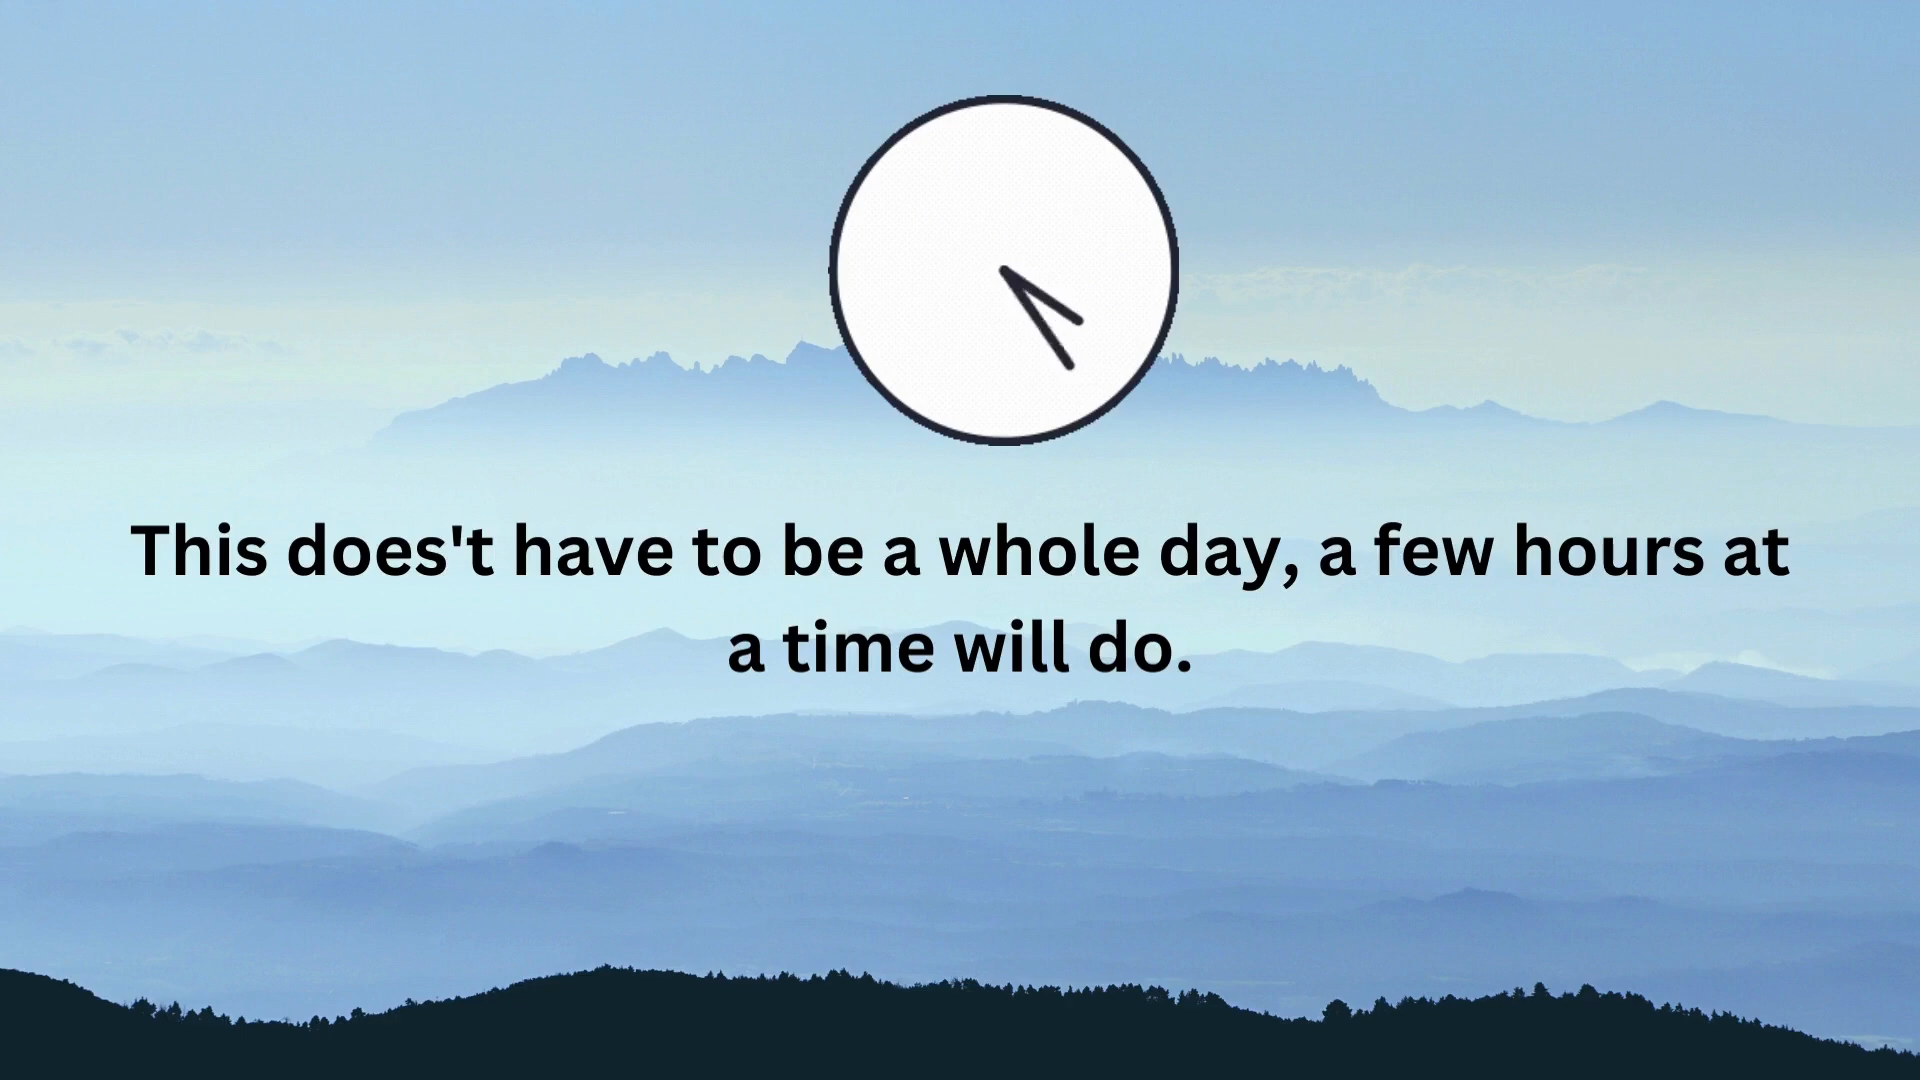 This does't have to be a whole day, a few hours at
a time will do.